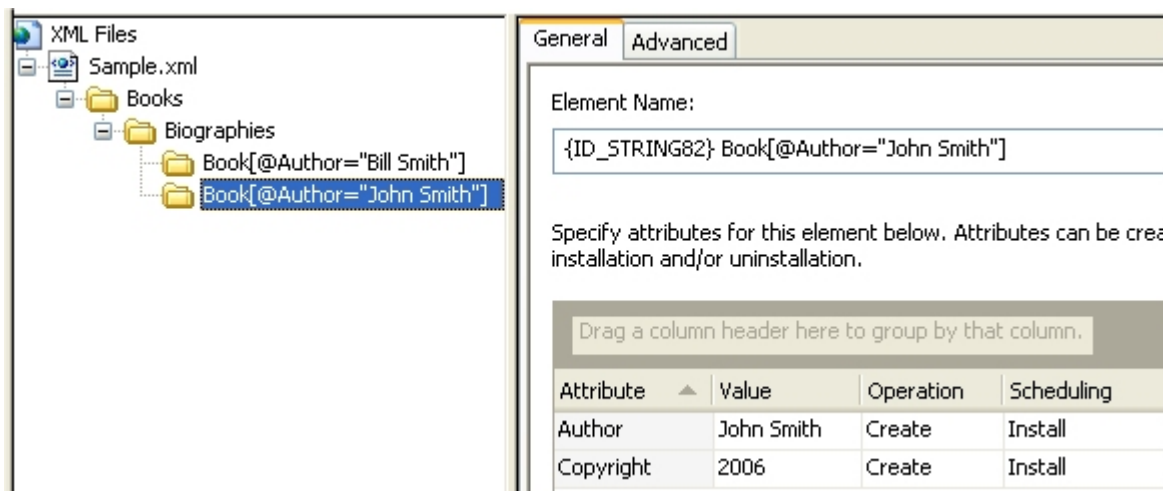 XML Files
Sample.xml
Books
Biographies
Book[@Author="Bill Smith"]
Book[@Author="John Smith"]
General Advanced
Element Name:
{ID_STRING82} Book[@Author="John Smith"]
Specify attributes for this element below. Attributes can be crea
installation and/or uninstallation.
Drag a column header here to group by that column.
Attribute Value Operation Scheduling
Author John Smith Create Install
Copyright 2006 Create Install